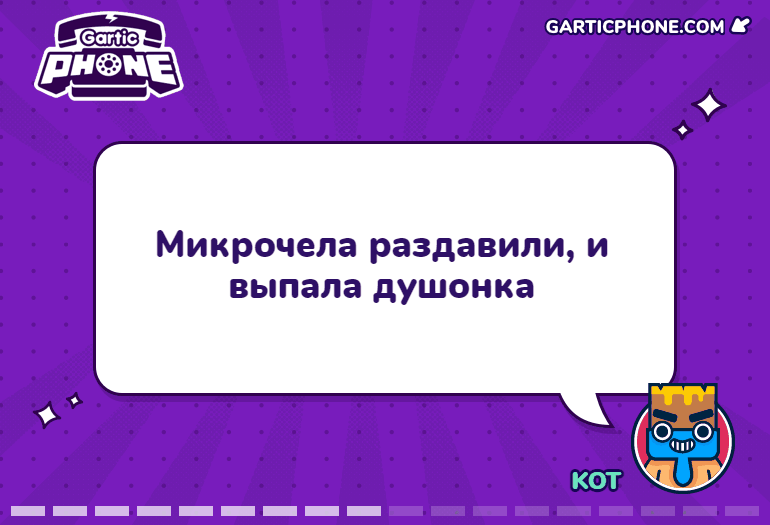 Gartic
PHONE
GARTICPHONE.COM
Микрочела раздавили, и
выпала душонка
КОТ